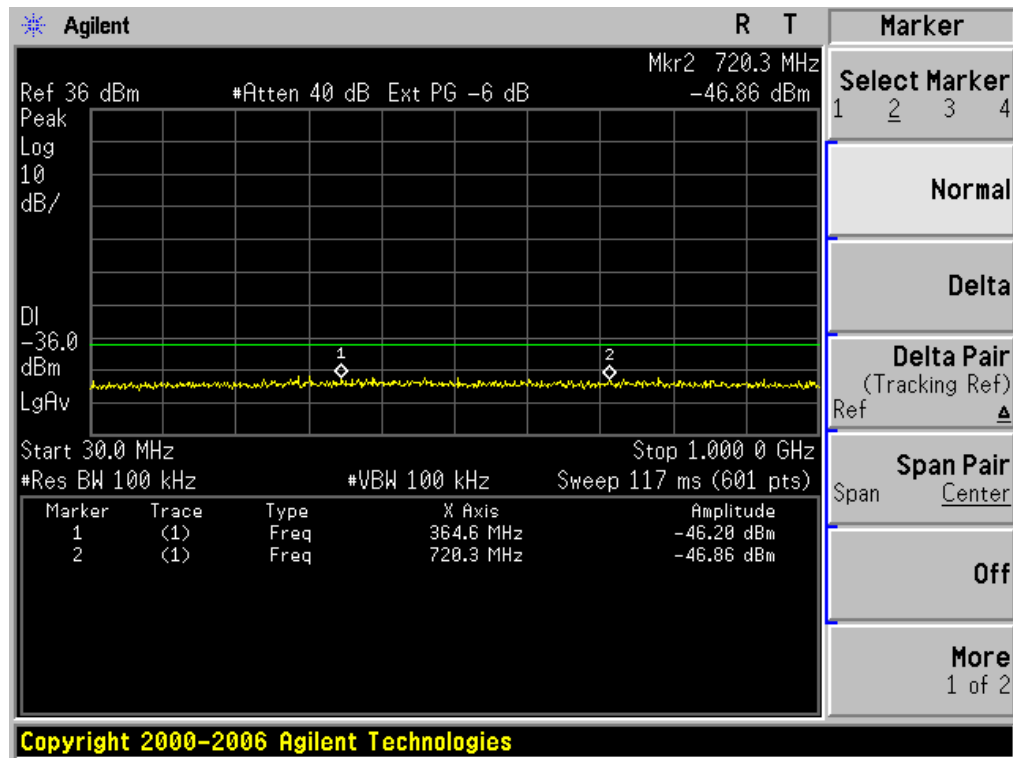 Agilent R T
Mkr2 720.3 MHz
Ref 36 dBm #Atten 40 dB Ext PG -6 dB -46.86 dBm
Peak
Log
10
dB/
DI
-36.0
dBm
LgAv
1
2
Start 30.0 MHz Stop 1.000 0 GHz
#Res BW 100 kHz #VBW 100 kHz Sweep 117 ms (601 pts)
Marker Trace Type X Axis Amplitude
1 (1) Freq 364.6 MHz -46.20 dBm
2 (1) Freq 720.3 MHz -46.86 dBm
Marker
Select Marker
1 2 3 4
Normal
Delta
Delta Pair
(Tracking Ref)
Ref Δ
Span Pair
Span Center
Off
More
1 of 2
Copyright 2000-2006 Agilent Technologies